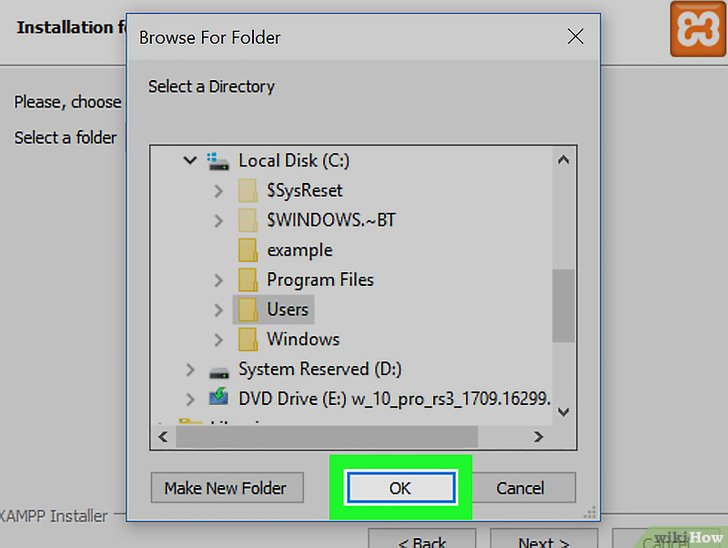 Installation f
Browse For Folder
Select a Directory
Please, choose
Select a folder
Local Disk (C:)
$SysReset
$WINDOWS.~BT
example
Program Files
Users
Windows
System Reserved (D:)
DVD Drive (E:) w_10_pro_rs3_1709.16299.
Make New Folder
OK
Cancel
XAMPP Installer
< Back
Next >
Cancel
wikiHow